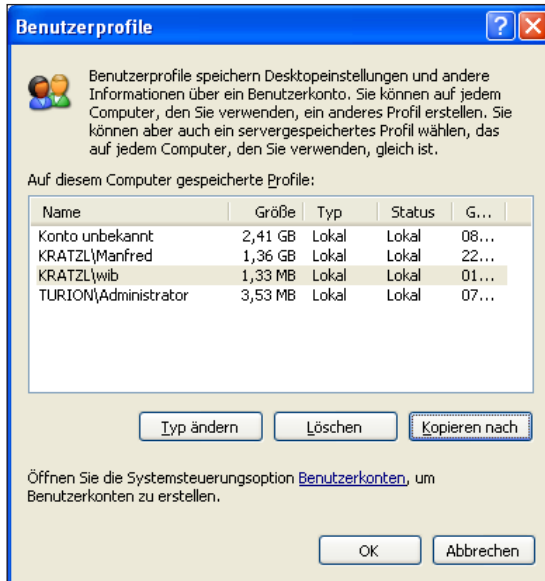 Benutzerprofile
Benutzerprofile speichern Desktopeinstellungen und andere
Informationen über ein Benutzerkonto. Sie können auf jedem
Computer, den Sie verwenden, ein anderes Profil erstellen. Sie
können aber auch ein servergespeichertes Profil wählen, das
auf jedem Computer, den Sie verwenden, gleich ist.
Auf diesem Computer gespeicherte Profile:
Name Größe Typ Status G...
Konto unbekannt 2,41 GB Lokal Lokal 08...
KRATZL\Manfred 1,36 GB Lokal Lokal 22...
KRATZL\wib 1,33 MB Lokal Lokal 01...
TURION\Administrator 3,53 MB Lokal Lokal 07...
Typ ändern Löschen Kopieren nach
Öffnen Sie die Systemsteuerungsoption Benutzerkonten, um
Benutzerkonten zu erstellen.
OK Abbrechen